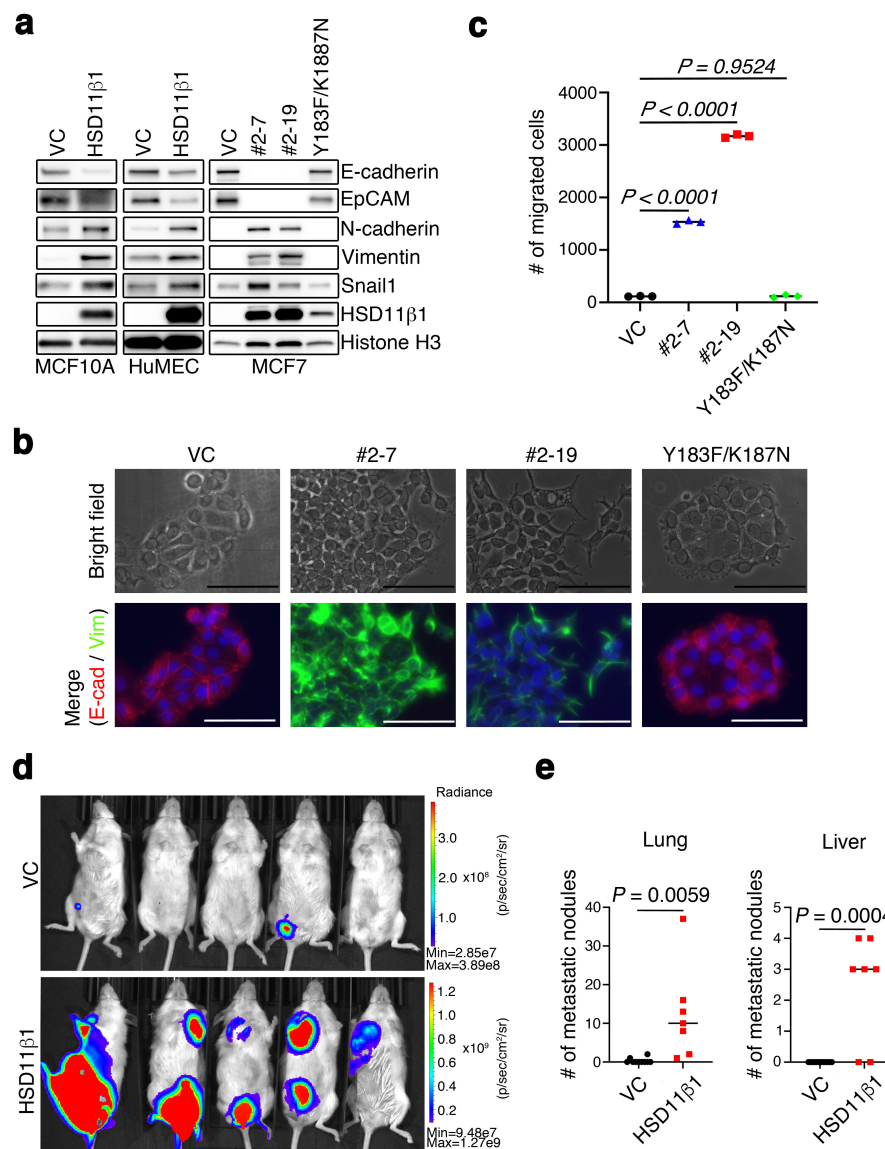 a
VC
HSD11β1
VC
HSD11β1
VC
#2-7
#2-19
Y183F/K1887N
E-cadherin
EpCAM
N-cadherin
Vimentin
Snail1
HSD11β1
Histone H3
MCF10A
HuMEC
MCF7
c
# of migrated cells
4000
3000
2000
1000
0
P = 0.9524
P < 0.0001
P < 0.0001
VC
#2-7
#2-19
Y183F/K187N
b
VC
#2-7
#2-19
Y183F/K187N
Bright field
Merge
(E-cad / Vim)
d
VC
Radiance
3.0
2.0
x10⁸
1.0
(p/sec/cm²/sr)
Min=2.85e7
Max=3.89e8
HSD11β1
1.2
1.0
0.8
x10⁹
0.6
0.4
0.2
(p/sec/cm²/sr)
Min=9.48e7
Max=1.27e9
e
Lung
# of metastatic nodules
P = 0.0059
40
30
20
10
0
VC
HSD11β1
Liver
# of metastatic nodules
P = 0.0004
5
4
3
2
1
0
VC
HSD11β1